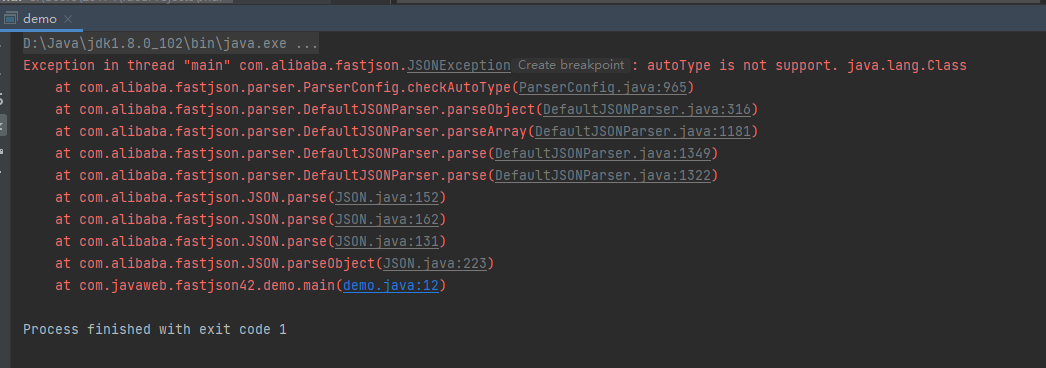 demo
D:\Java\jdk1.8.0_102\bin\java.exe ...
Exception in thread "main" com.alibaba.fastjson.JSONException Create breakpoint : autoType is not support. java.lang.Class
at com.alibaba.fastjson.parser.ParserConfig.checkAutoType(ParserConfig.java:965)
at com.alibaba.fastjson.parser.DefaultJSONParser.parseObject(DefaultJSONParser.java:316)
at com.alibaba.fastjson.parser.DefaultJSONParser.parseArray(DefaultJSONParser.java:1181)
at com.alibaba.fastjson.parser.DefaultJSONParser.parse(DefaultJSONParser.java:1349)
at com.alibaba.fastjson.parser.DefaultJSONParser.parse(DefaultJSONParser.java:1322)
at com.alibaba.fastjson.JSON.parse(JSON.java:152)
at com.alibaba.fastjson.JSON.parse(JSON.java:162)
at com.alibaba.fastjson.JSON.parse(JSON.java:131)
at com.alibaba.fastjson.JSON.parseObject(JSON.java:223)
at com.javaweb.fastjson42.demo.main(demo.java:12)
Process finished with exit code 1